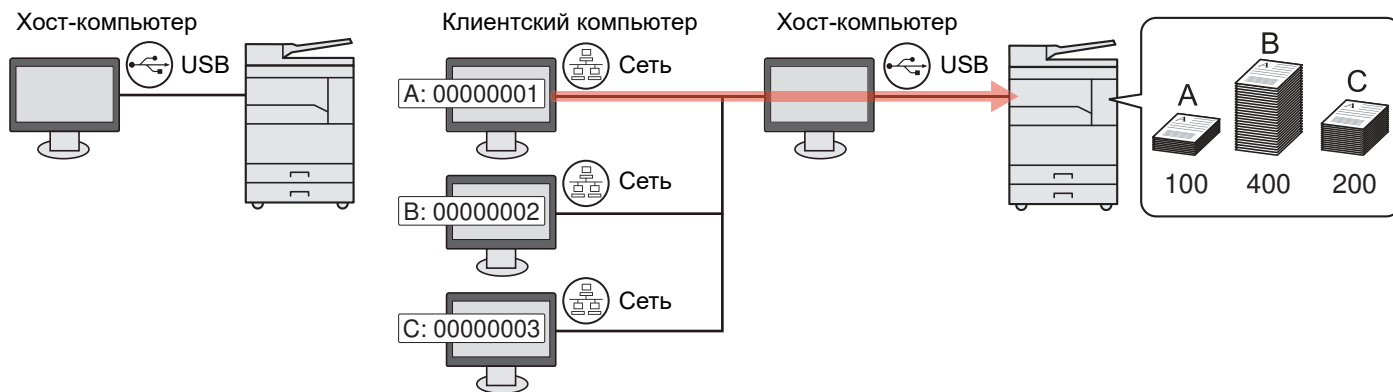 Хост-компьютер
USB
Клиентский компьютер
Сеть
A: 00000001
Сеть
B: 00000002
Сеть
C: 00000003
Хост-компьютер
USB
A
B
C
100
400
200